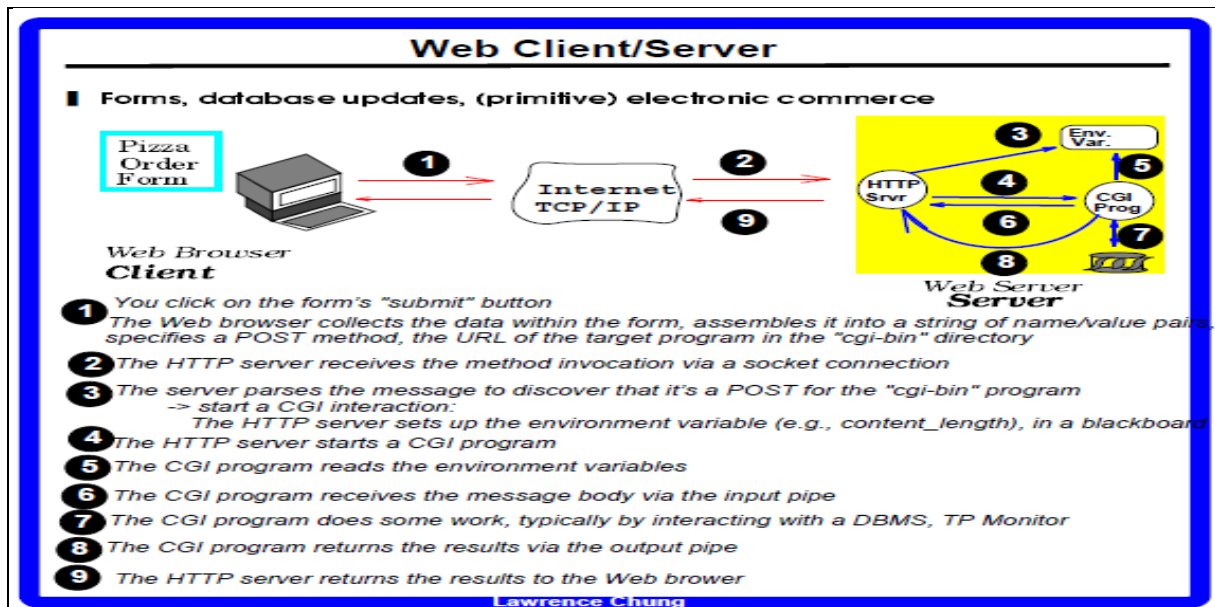 Web Client/Server
Forms, database updates, (primitive) electronic commerce
Pizza
Order
Form
1
2
3
Env.
Var.
5
Internet
TCP/IP
HTTP
Srvr
4
CGI
Prog
6
9
7
8
Web Browser
Client
Web Server
Server
1 You click on the form's "submit" button
The Web browser collects the data within the form, assembles it into a string of name/value pairs,
specifies a POST method, the URL of the target program in the "cgi-bin" directory
2 The HTTP server receives the method invocation via a socket connection
3 The server parses the message to discover that it's a POST for the "cgi-bin" program
-> start a CGI interaction:
The HTTP server sets up the environment variable (e.g., content_length), in a blackboard
4 The HTTP server starts a CGI program
5 The CGI program reads the environment variables
6 The CGI program receives the message body via the input pipe
7 The CGI program does some work, typically by interacting with a DBMS, TP Monitor
8 The CGI program returns the results via the output pipe
9 The HTTP server returns the results to the Web brower
Lawrence Chung